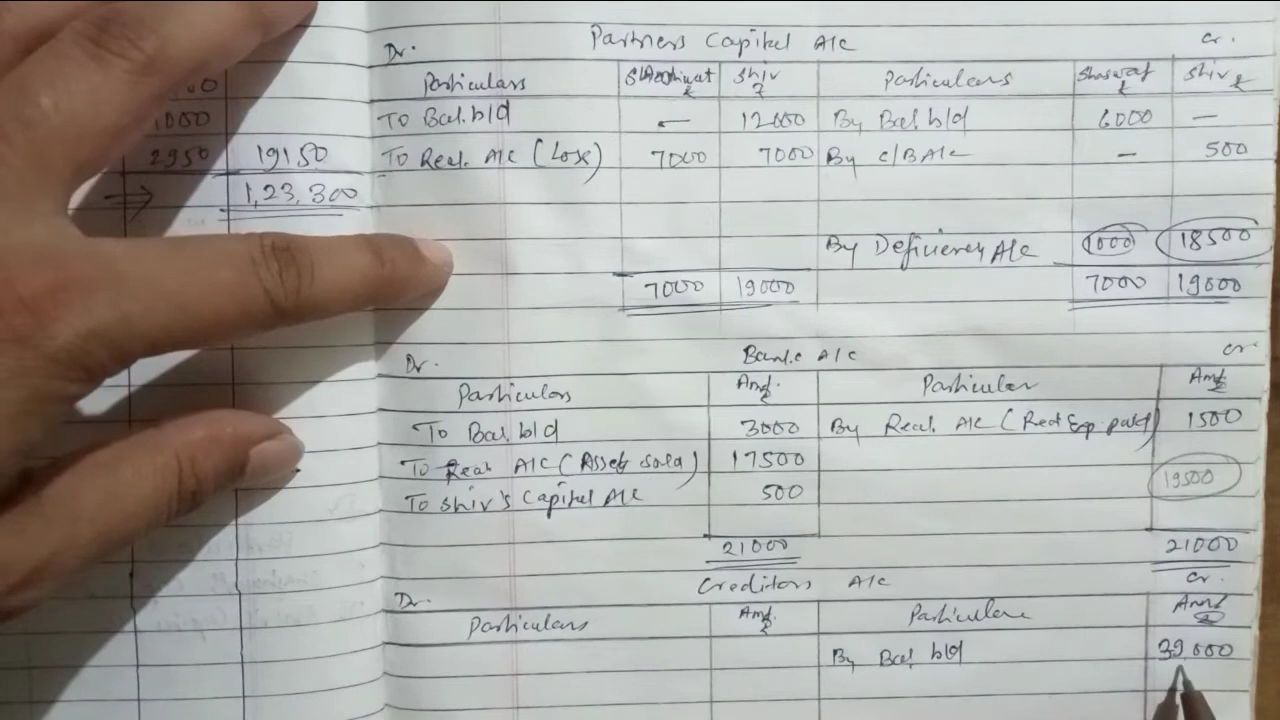 Partners Capital A/c
Dr. Cr.
Particulars Shiv ₹ Particulars Shaswat ₹ Shiv ₹
1000 To Bal. b/d — 12000 By Bal b/d 6000 —
2950 19150 To Real. A/c (Loss) 7000 7000 By C/B A/c — 500
⇒ 1,23,300
By Deficiency A/c 1000 18500
7000 19000 7000 19000
Bank A/c
Dr. Cr
Particulars Amt. ₹ Particular Amt ₹
To Bal. b/d 3000 By Real. A/c (Real Exp paid) 1500
To Real A/c (Assets sold) 17500
19500
To Shiv's Capital A/c 500
21000 21000
Creditors A/c
Dr. Cr.
Particulars Amt. ₹ Particulars Amt ₹
By Bal b/d 39000